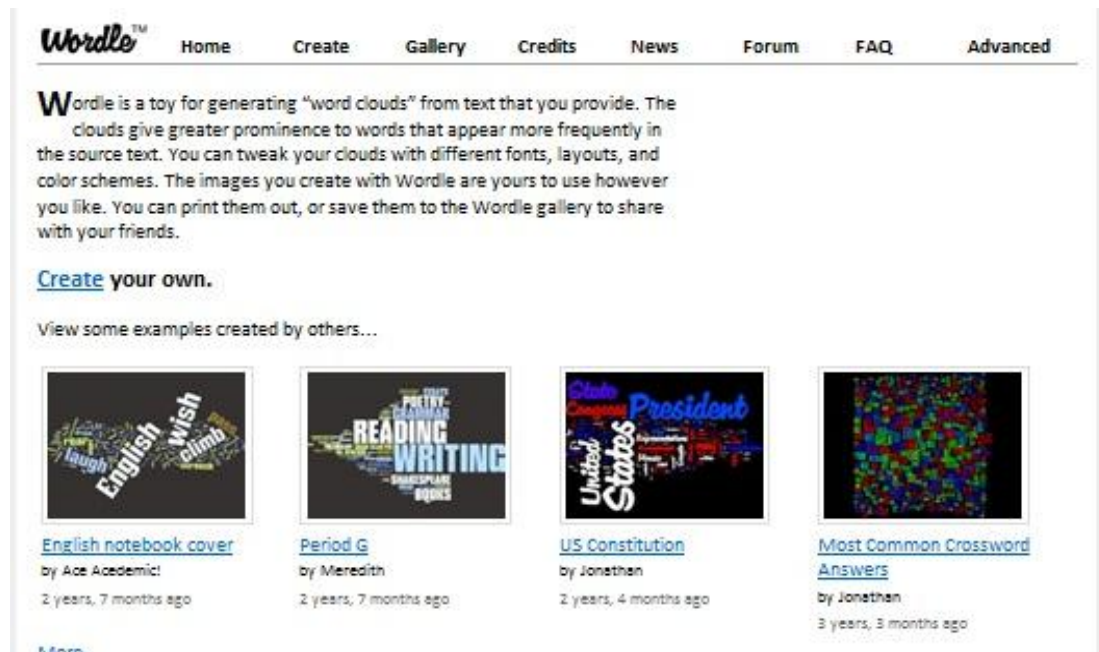 Wordle™ Home Create Gallery Credits News Forum FAQ Advanced
Wordle is a toy for generating “word clouds” from text that you provide. The
clouds give greater prominence to words that appear more frequently in
the source text. You can tweak your clouds with different fonts, layouts, and
color schemes. The images you create with Wordle are yours to use however
you like. You can print them out, or save them to the Wordle gallery to share
with your friends.
Create your own.
View some examples created by others...
English wish climb laugh rear pass
POETRY GRAMMAR READING WRITING SHAKESPEARE BOOKS
State Congress President United States Representatives
English notebook cover
by Ace Acedemic!
2 years, 7 months ago
Period G
by Meredith
2 years, 7 months ago
US Constitution
by Jonathan
2 years, 4 months ago
Most Common Crossword
Answers
by Jonathan
3 years, 3 months ago
More